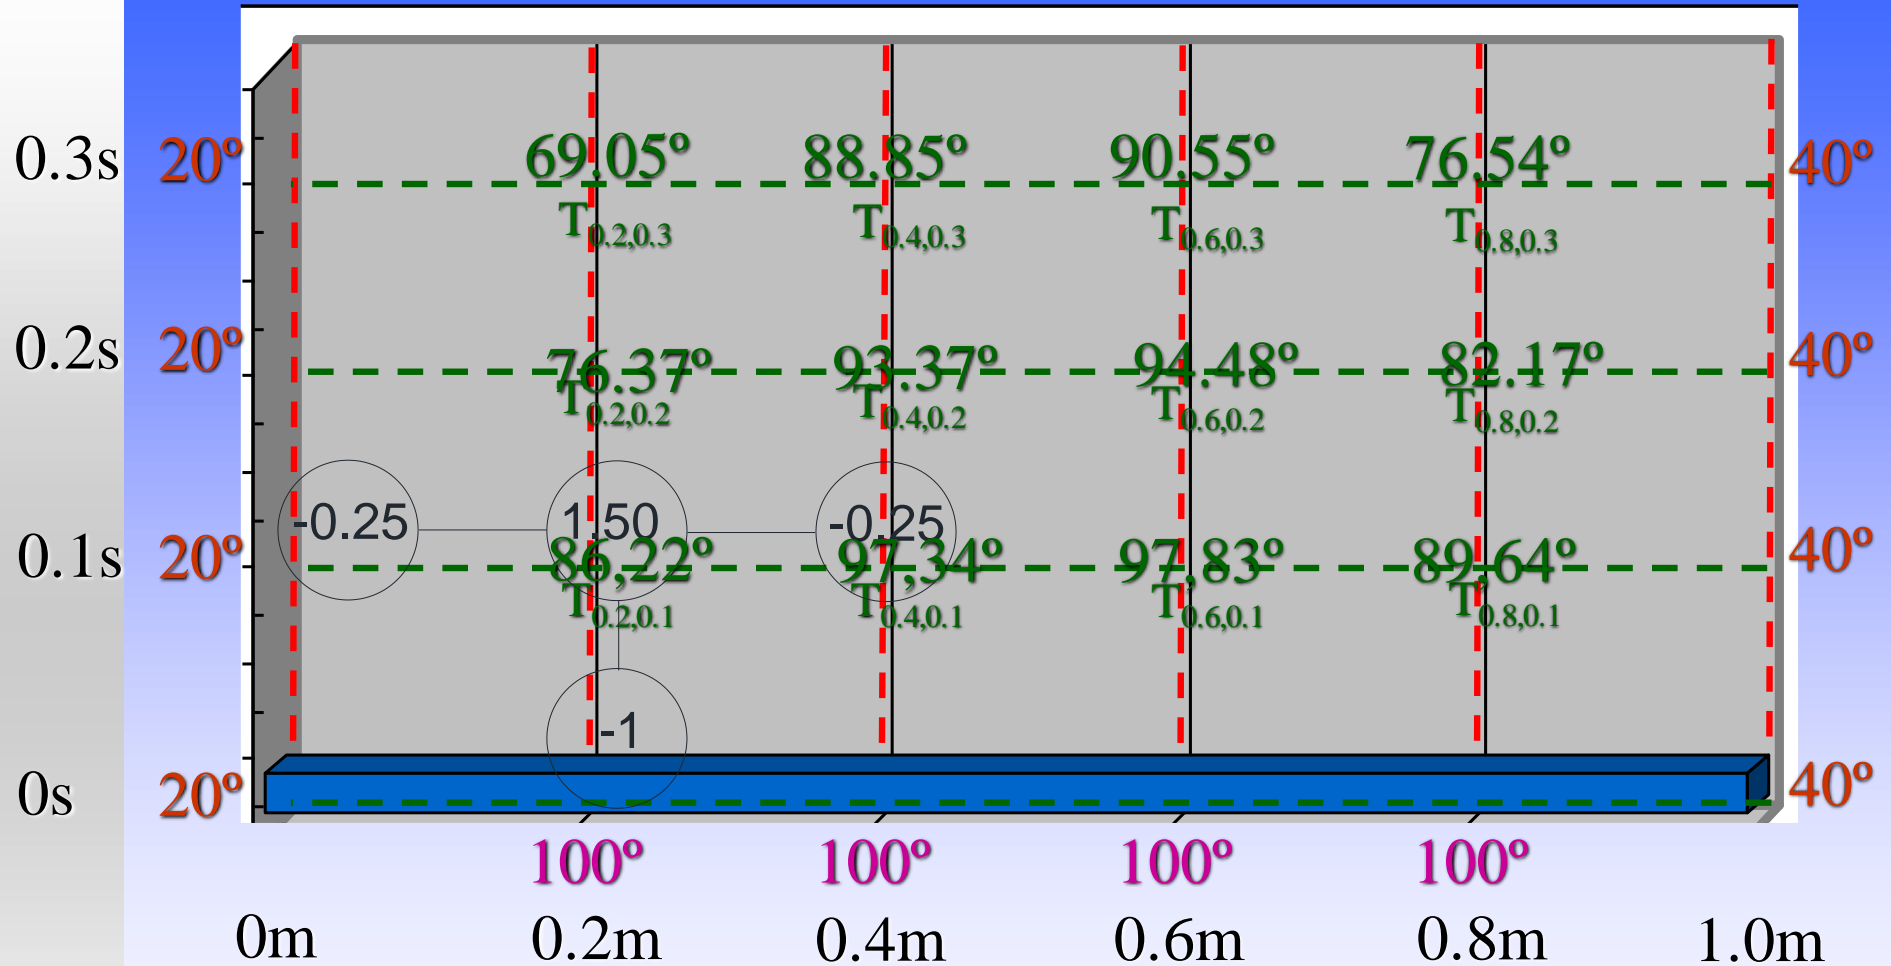 0.3s 20º 69.05º 88.85º 90.55º 76.54º 40º
T0.2,0.3 T0.4,0.3 T0.6,0.3 T0.8,0.3
0.2s 20º 76.37º 93.37º 94.48º 82.17º 40º
T0.2,0.2 T0.4,0.2 T0.6,0.2 T0.8,0.2
-0.25 1.50 -0.25
0.1s 20º 86,22º 97,34º 97,83º 89,64º 40º
T0.2,0.1 T0.4,0.1 T0.6,0.1 T0.8,0.1
-1
0s 20º 40º
100º 100º 100º 100º
0m 0.2m 0.4m 0.6m 0.8m 1.0m